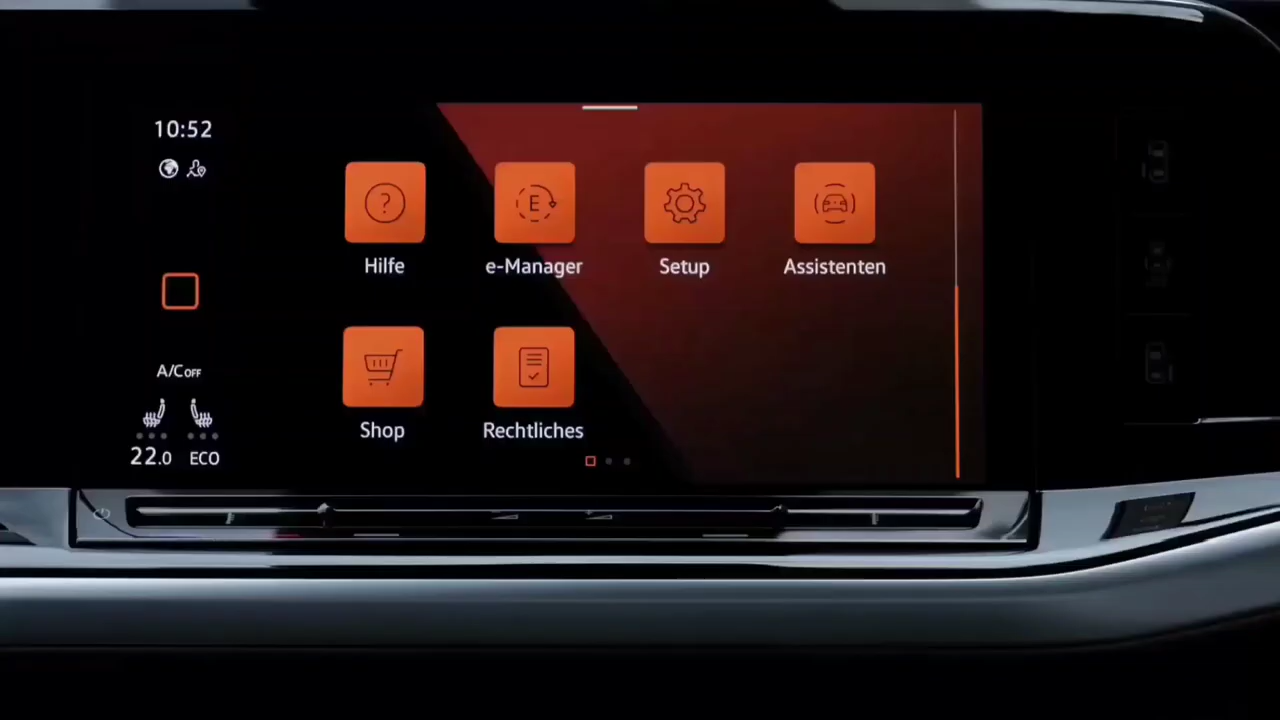 10:52
? E
Hilfe e-Manager Setup Assistenten
A/C OFF
Shop Rechtliches
22.0 ECO